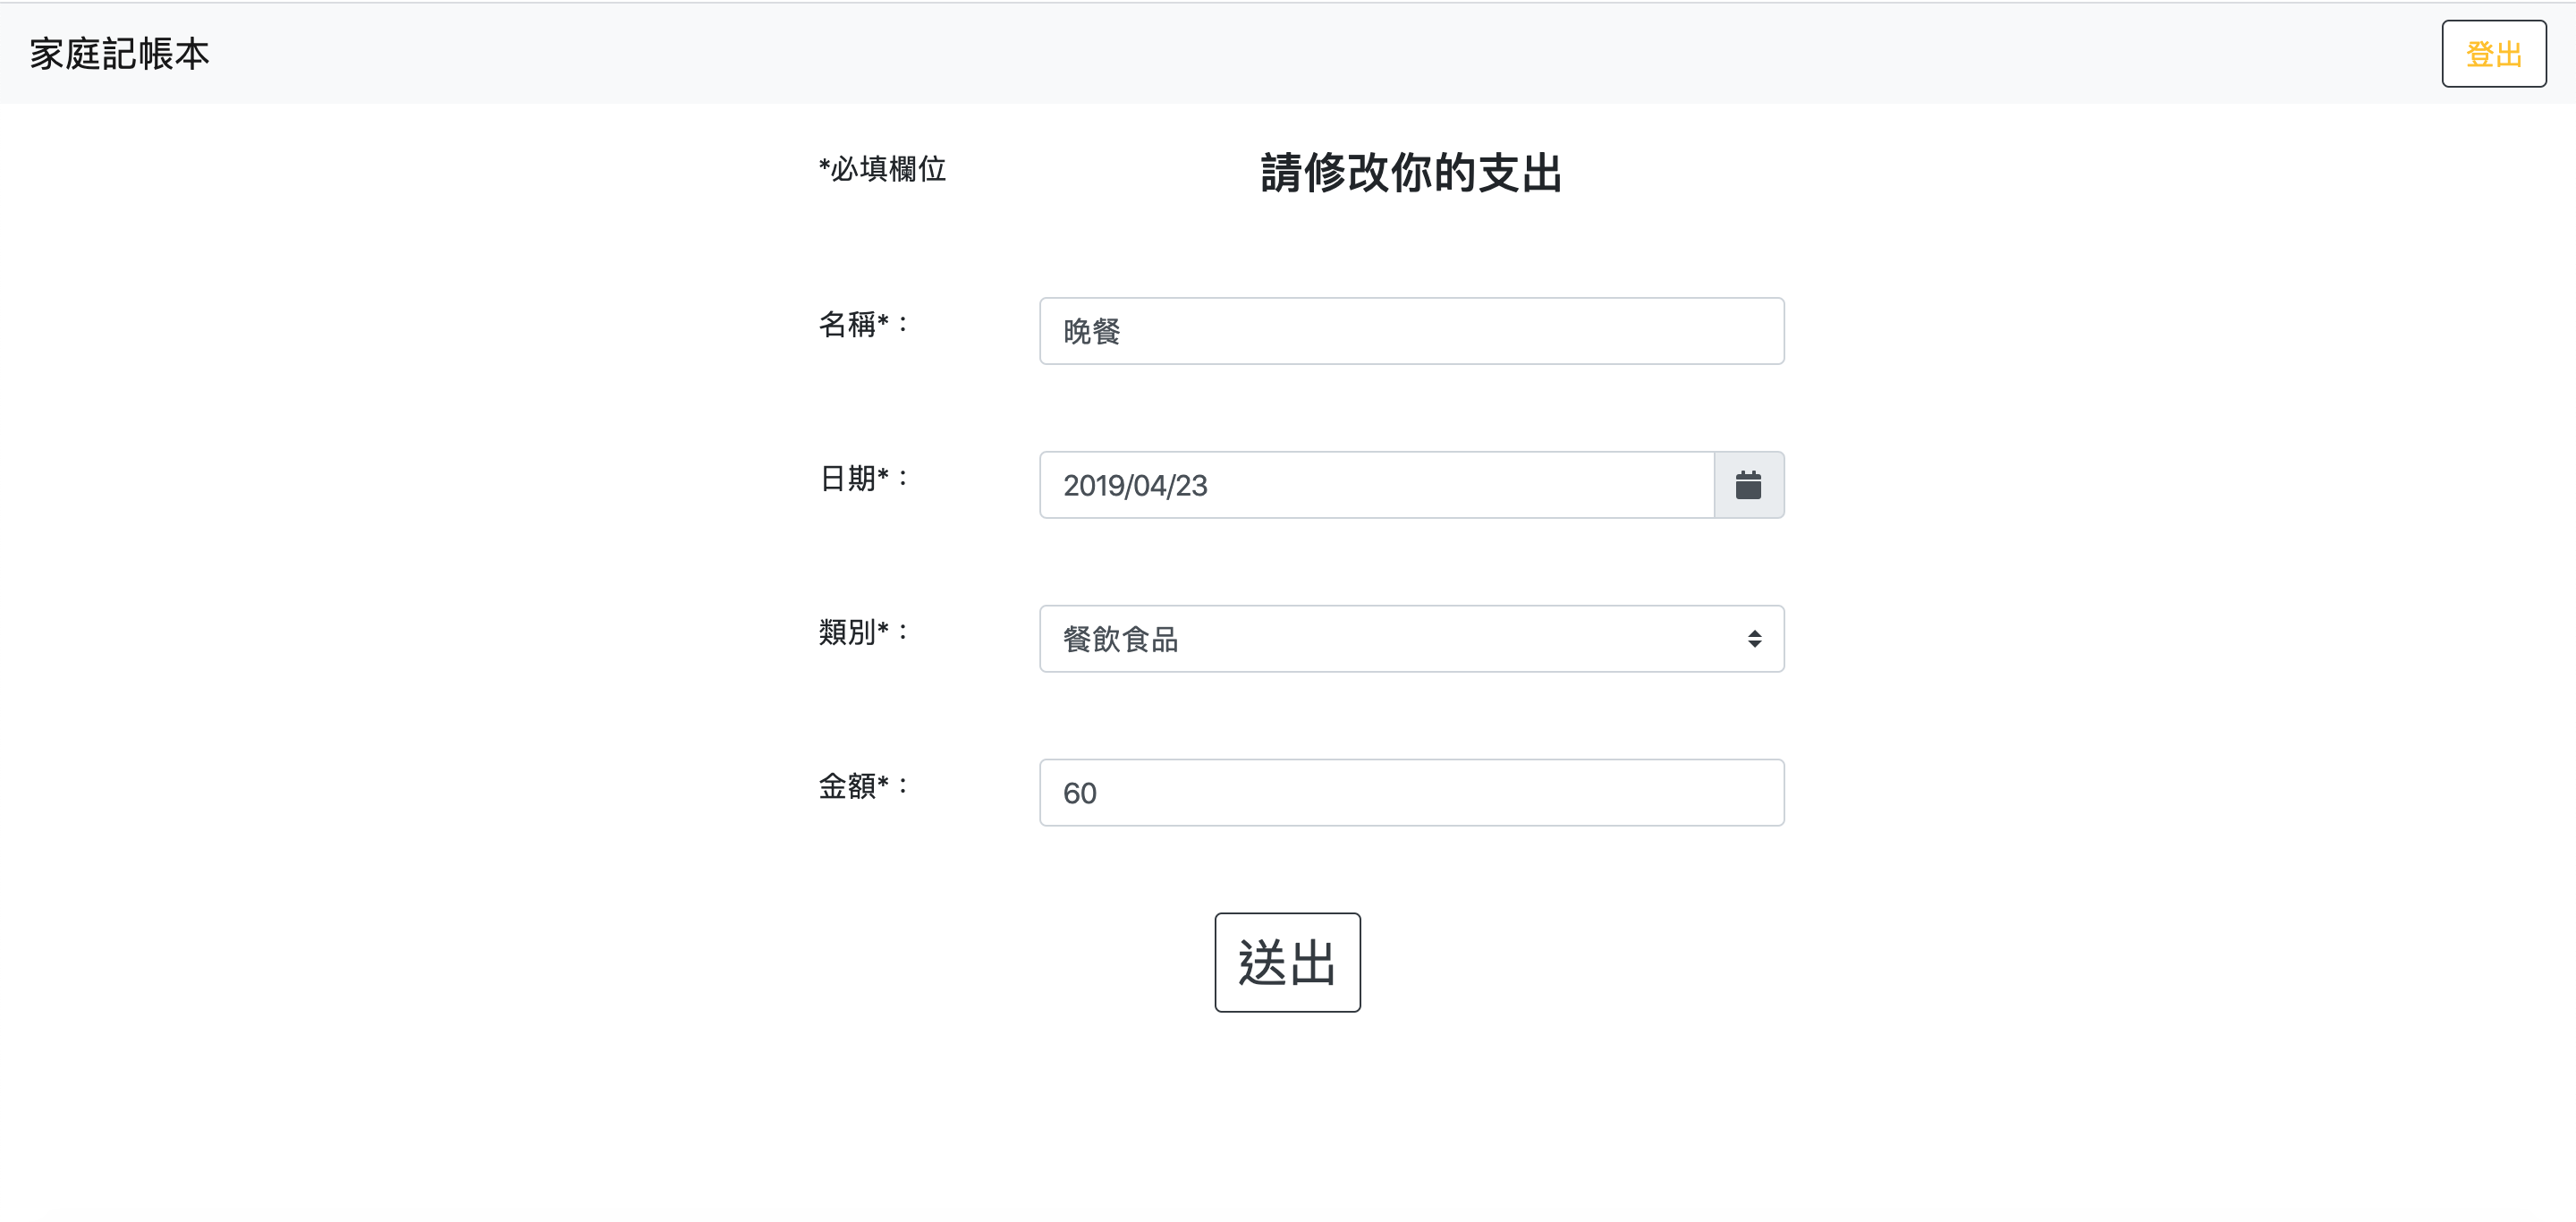 家庭記帳本
登出
*必填欄位
請修改你的支出
名稱*：
晚餐
日期*：
2019/04/23
類別*：
餐飲食品
金額*：
60
送出